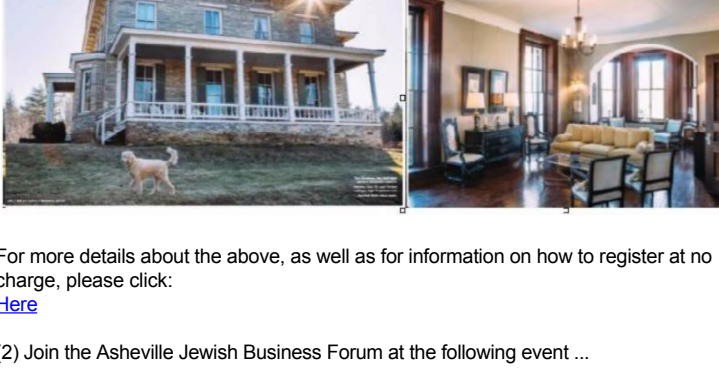 For more details about the above, as well as for information on how to register at no
charge, please click:
Here
(2) Join the Asheville Jewish Business Forum at the following event ...